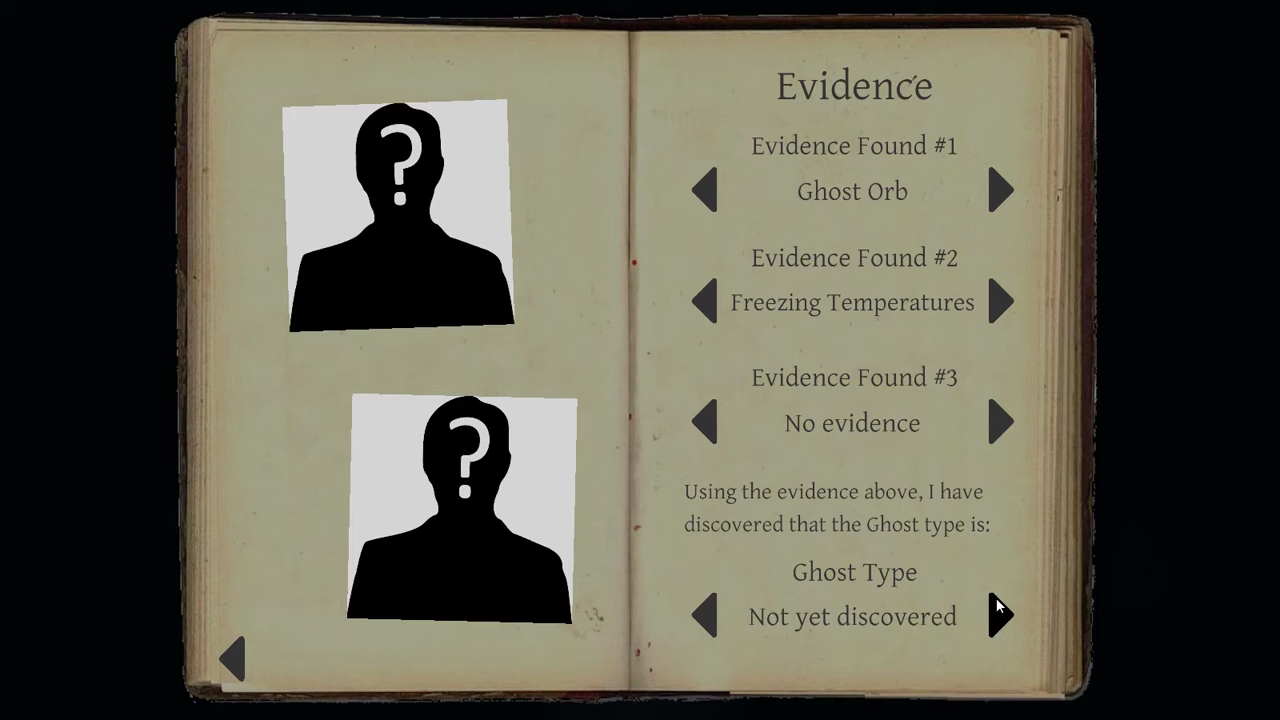 ?
?
Evidence
Evidence Found #1
Ghost Orb
Evidence Found #2
Freezing Temperatures
Evidence Found #3
No evidence
Using the evidence above, I have
discovered that the Ghost type is:
Ghost Type
Not yet discovered